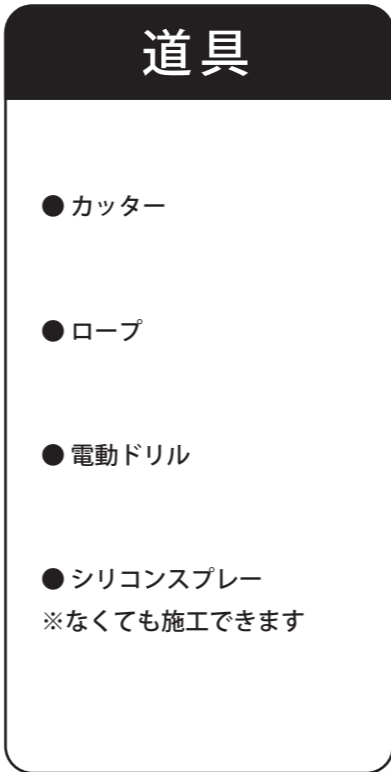 道具
● カッター
● ロープ
● 電動ドリル
● シリコンスプレー
※なくても施工できます